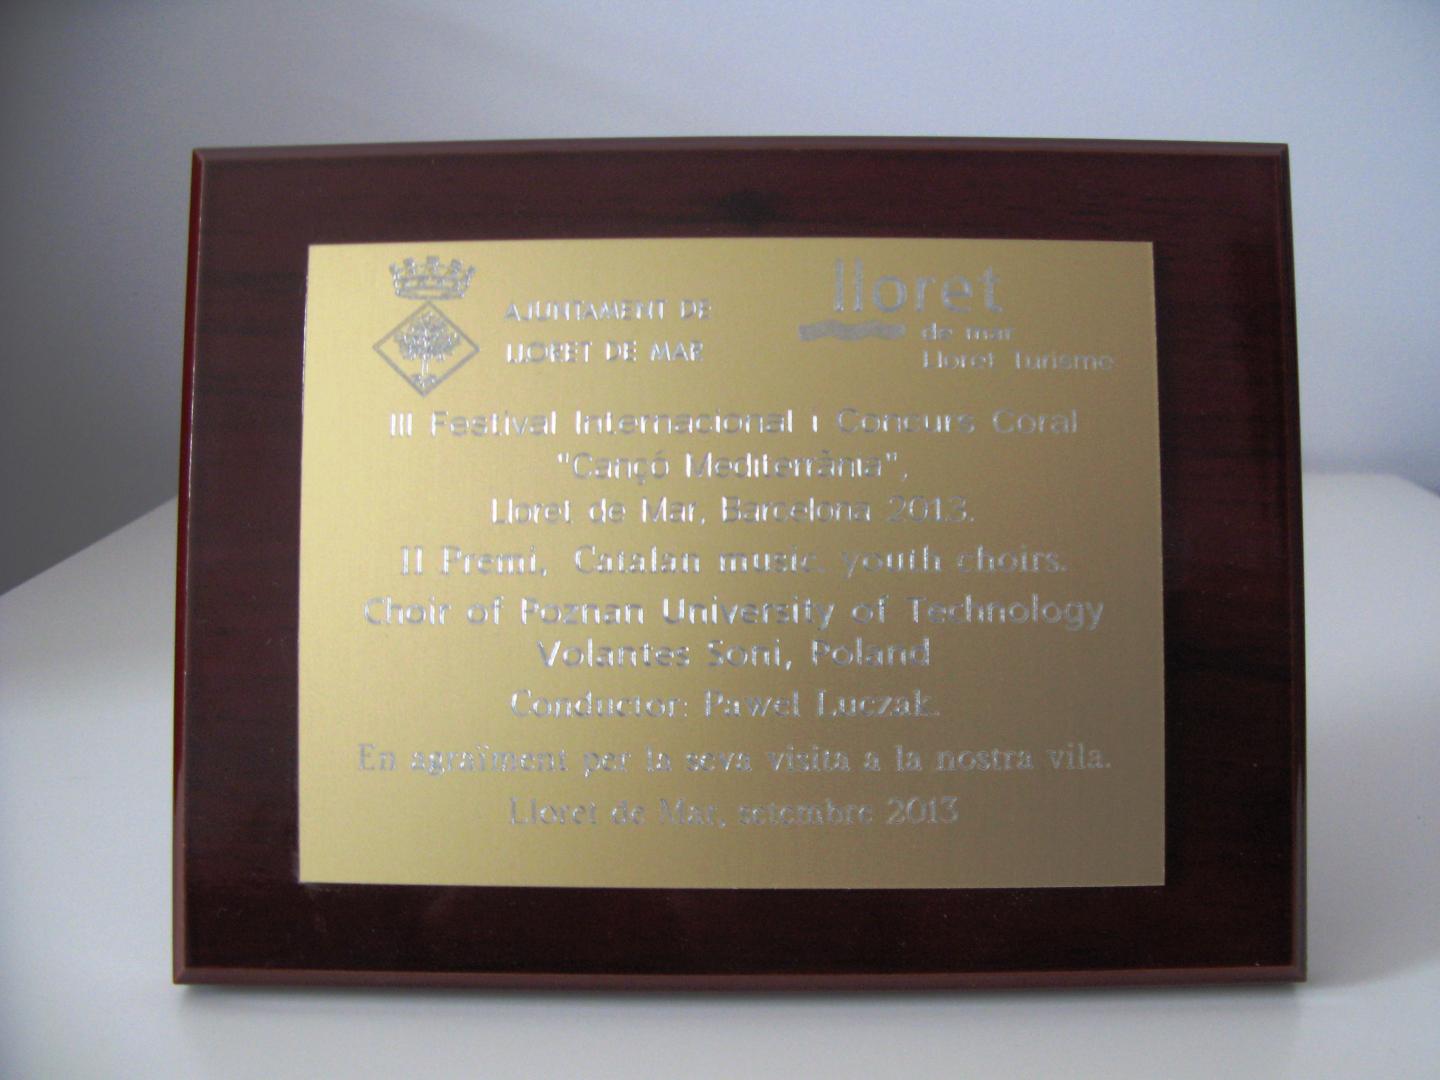 AJUNTAMENT DE
LLORET DE MAR
lloret
de mar
Lloret Turisme
III Festival Internacional i Concurs Coral
"Cançó Mediterrània",
Lloret de Mar, Barcelona 2013.
II Premi, Catalan music, youth choirs.
Choir of Poznan University of Technology
Volantes Soni, Poland
Conductor: Pawel Luczak.
En agraïment per la seva visita a la nostra vila.
Lloret de Mar, setembre 2013